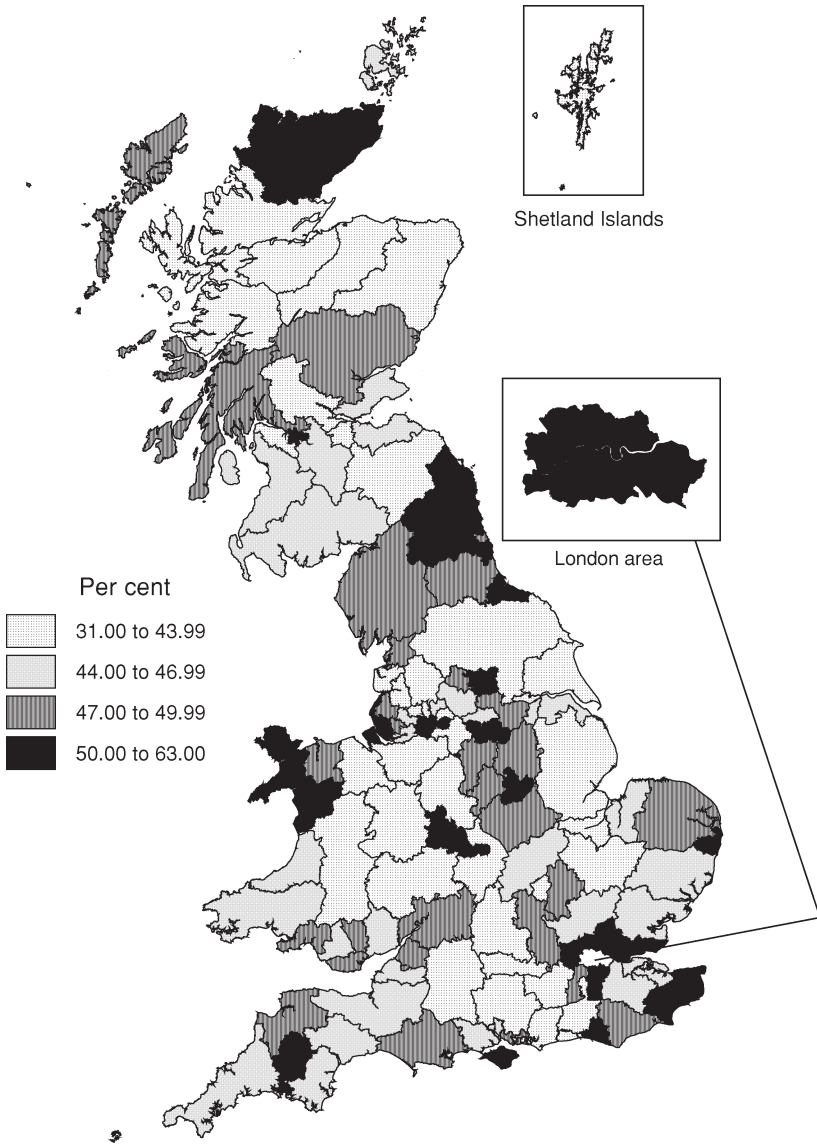 Shetland Islands
London area
Per cent
31.00 to 43.99
44.00 to 46.99
47.00 to 49.99
50.00 to 63.00